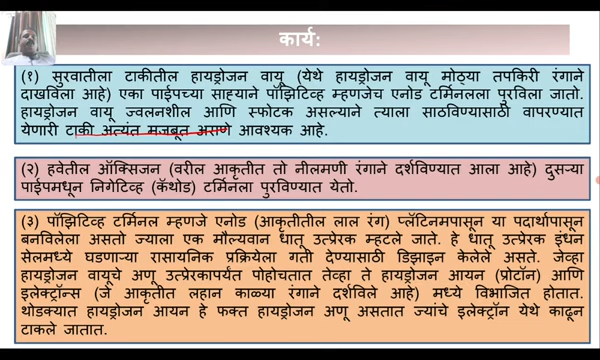 कार्य:
(१) सुरवातीला टाकीतील हायड्रोजन वायू (येथे हायड्रोजन वायू मोठ्या तपकिरी रंगाने
दाखविला आहे) एका पाईपच्या साह्याने पॉझिटिव्ह म्हणजेच एनोड टर्मिनलला पुरविला जातो.
हायड्रोजन वायू ज्वलनशील आणि स्फोटक असल्याने त्याला साठविण्यासाठी वापरण्यात
येणारी टाकी अत्यंत मजबूत असणे आवश्यक आहे.
(२) हवेतील ऑक्सिजन (वरील आकृतीत तो नीलमणी रंगाने दर्शविण्यात आला आहे) दुसऱ्या
पाईपमधून निगेटिव्ह (कॅथोड) टर्मिनला पुरविण्यात येतो.
(३) पॉझिटिव्ह टर्मिनल म्हणजे एनोड (आकृतीतील लाल रंग) प्लॅटिनमपासून या पदार्थापासून
बनविलेला असतो ज्याला एक मौल्यवान धातू उत्प्रेरक म्हटले जाते. हे धातू उत्प्रेरक इंधन
सेलमध्ये घडणाऱ्या रासायनिक प्रक्रियेला गती देण्यासाठी डिझाइन केलेले असते. जेव्हा
हायड्रोजन वायूचे अणू उत्प्रेरकापर्यंत पोहोचतात तेव्हा ते हायड्रोजन आयन (प्रोटॉन) आणि
इलेक्ट्रॉन्स (जे आकृतीत लहान काळ्या रंगाने दर्शविले आहे) मध्ये विभाजित होतात.
थोडक्यात हायड्रोजन आयन हे फक्त हायड्रोजन अणू असतात ज्यांचे इलेक्ट्रॉन येथे काढून
टाकले जातात.